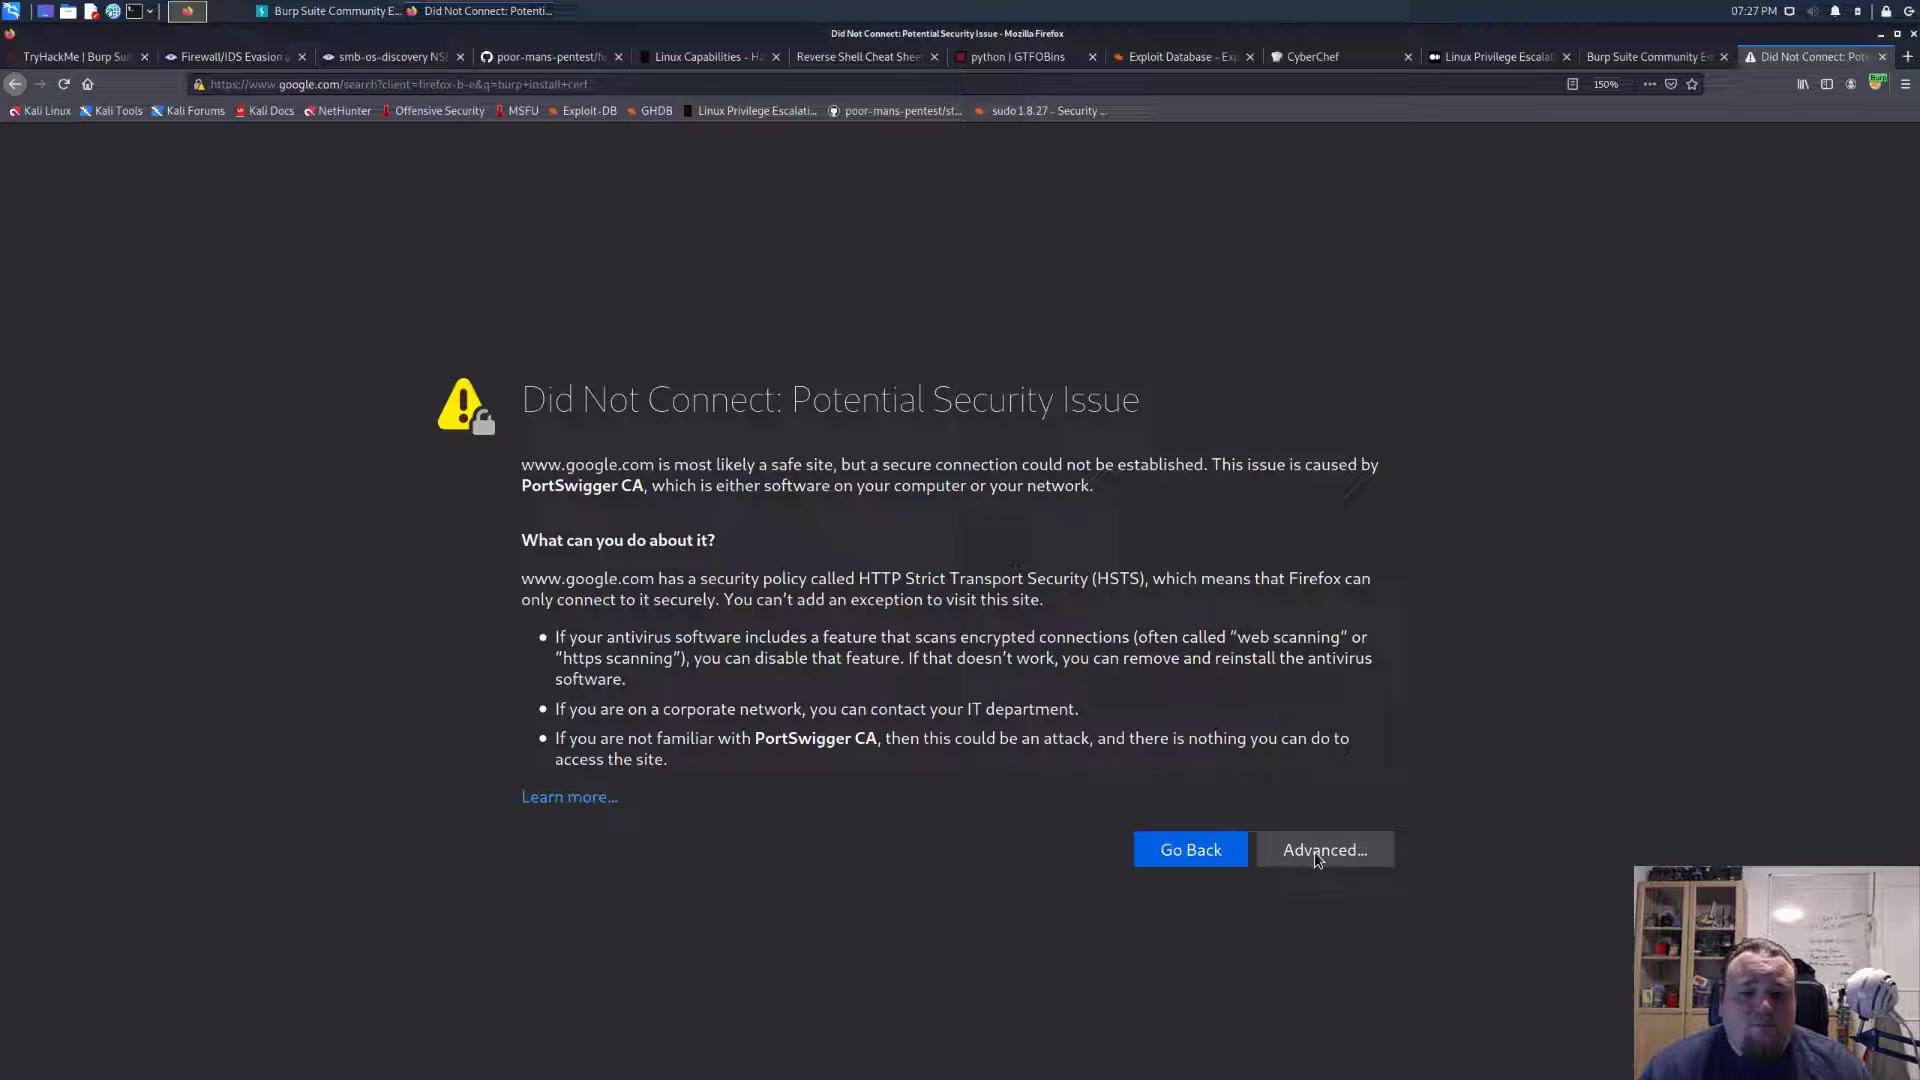 Burp Suite Community E... Did Not Connect: Potenti... 07:27 PM
Did Not Connect: Potential Security Issue - Mozilla Firefox
TryHackMe | Burp Sui Firewall/IDS Evasion smb-os-discovery NS poor-mans-pentest/ Linux Capabilities - H Reverse Shell Cheat Sheet python | GTFOBins Exploit Database - Exp CyberChef Linux Privilege Escalat Burp Suite Community E Did Not Connect: Pote
https://www.google.com/search?client=firefox-b-e&q=burp+install+cerf 150% Burp
Kali Linux Kali Tools Kali Forums Kali Docs NetHunter Offensive Security MSFU Exploit-DB GHDB Linux Privilege Escalati... poor-mans-pentest/st... sudo 1.8.27 - Security ...
Did Not Connect: Potential Security Issue
www.google.com is most likely a safe site, but a secure connection could not be established. This issue is caused by
PortSwigger CA, which is either software on your computer or your network.
What can you do about it?
www.google.com has a security policy called HTTP Strict Transport Security (HSTS), which means that Firefox can
only connect to it securely. You can’t add an exception to visit this site.
If your antivirus software includes a feature that scans encrypted connections (often called “web scanning” or
“https scanning”), you can disable that feature. If that doesn’t work, you can remove and reinstall the antivirus
software.
If you are on a corporate network, you can contact your IT department.
If you are not familiar with PortSwigger CA, then this could be an attack, and there is nothing you can do to
access the site.
Learn more...
Go Back Advanced...